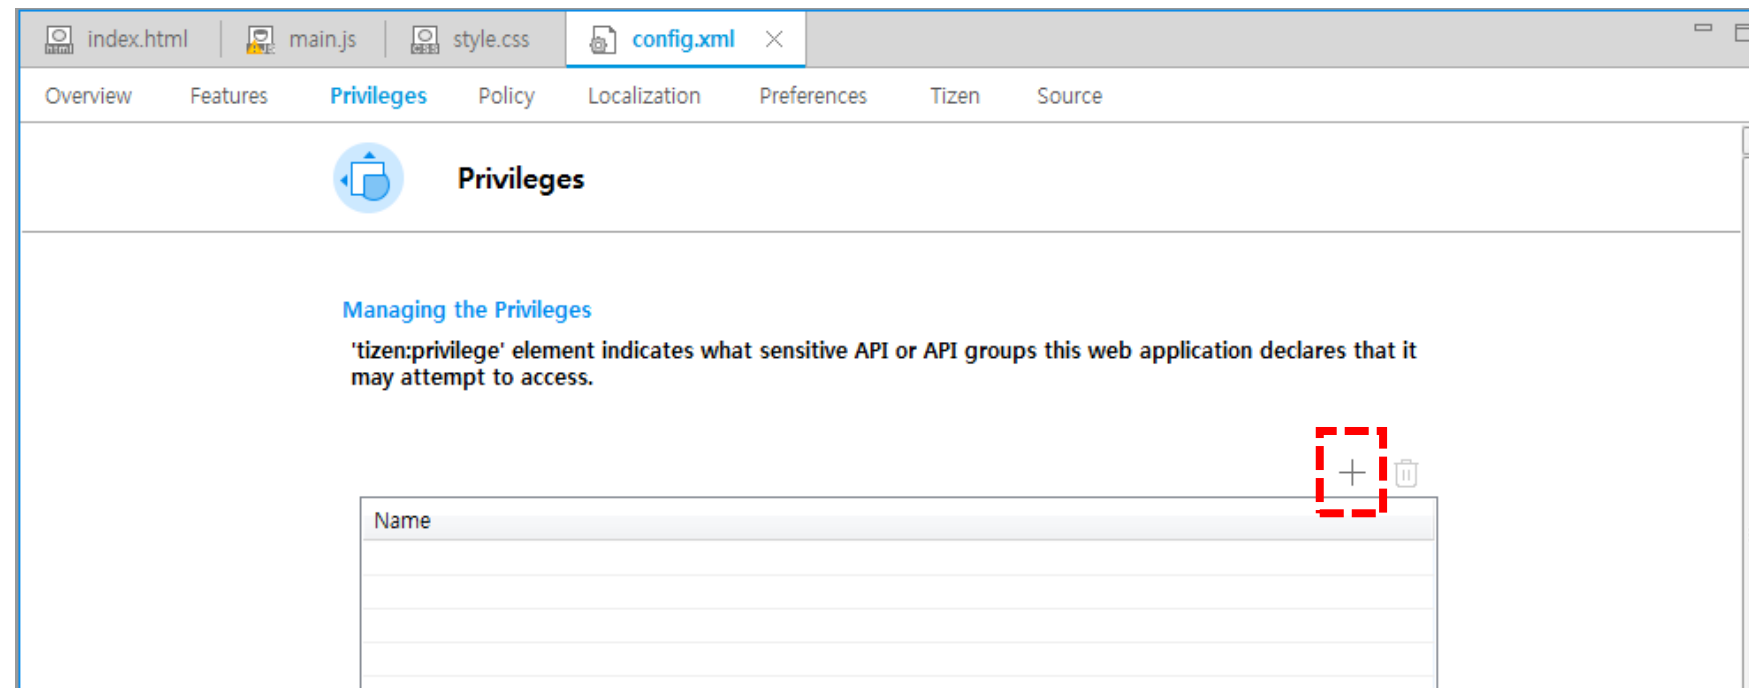 index.html main.js style.css config.xml
Overview Features Privileges Policy Localization Preferences Tizen Source
Privileges
Managing the Privileges
'tizen:privilege' element indicates what sensitive API or API groups this web application declares that it
may attempt to access.
Name